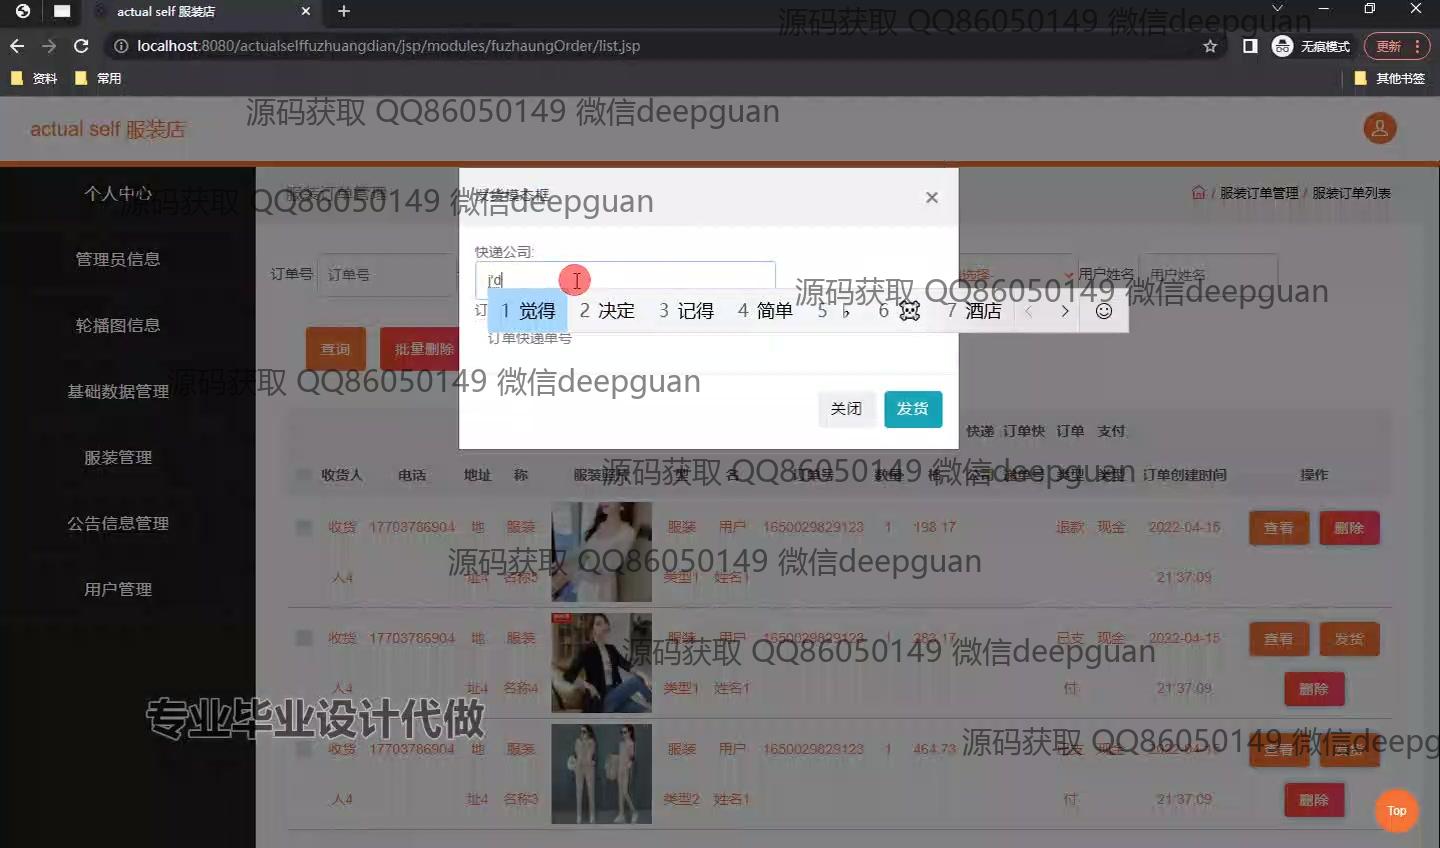 actual self 服装店
localhost:8080/actualselffuzhuangdian/jsp/modules/fuzhaungOrder/list.jsp
无痕模式
更新
资料
常用
其他书签
源码获取 QQ86050149 微信deepguan
actual self 服装店
源码获取 QQ86050149 微信deepguan
个人中心
管理员信息
轮播图信息
基础数据管理
服装管理
公告信息管理
用户管理
服装订单管理
源码获取 QQ86050149 微信deepguan
服装订单管理 / 服装订单列表
发货模态框
快递公司:
j'd
1 觉得 2 决定 3 记得 4 简单 5 ♭ 6 ☠ 7 酒店
订单快递单号
关闭
发货
订单号
订单号
用户姓名
用户姓名
源码获取 QQ86050149 微信deepguan
查询
批量删除
源码获取 QQ86050149 微信deepguan
快递 订单快 订单 支付
收货人 电话 地址 称 订单创建时间 操作
源码获取 QQ86050149 微信deepguan
收货 17703786904 地 服装 服装 用户 1650029829123 1 198.17 退款 现金 2022-04-15 查看 删除
源码获取 QQ86050149 微信deepguan
人4 址4 名称5 类型1 姓名1 21:37:09
收货 17703786904 地 服装 服装 用户 1650029829123 1 283.17 已支 现金 2022-04-15 查看 发货
源码获取 QQ86050149 微信deepguan
人4 址4 名称4 类型1 姓名1 付 21:37:09 删除
专业毕业设计代做
收货 17703786904 地 服装 服装 用户 1650029829123 1 464.73 已支 现金 2022-04-15 查看 发货
源码获取 QQ86050149 微信deepg
人4 址4 名称3 类型2 姓名1 付 21:37:09 删除
Top